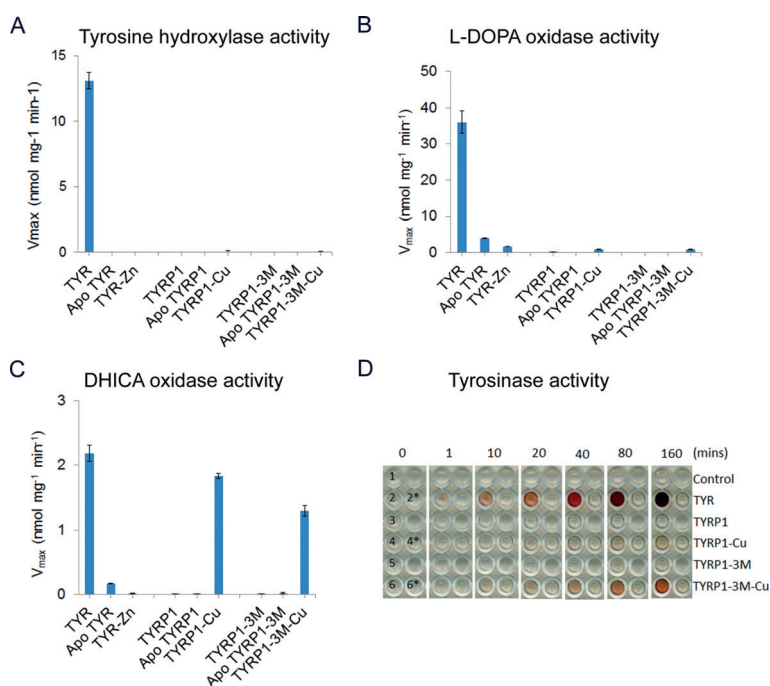 A
Tyrosine hydroxylase activity
Vmax (nmol mg-1 min-1)
15
10
5
0
TYR
Apo TYR
TYR-Zn
TYRP1
Apo TYRP1
TYRP1-Cu
TYRP1-3M
Apo TYRP1-3M
TYRP1-3M-Cu
B
L-DOPA oxidase activity
Vmax (nmol mg⁻¹ min⁻¹)
50
40
30
20
10
0
TYR
Apo TYR
TYR-Zn
TYRP1
Apo TYRP1
TYRP1-Cu
TYRP1-3M
Apo TYRP1-3M
TYRP1-3M-Cu
C
DHICA oxidase activity
Vmax (nmol mg⁻¹ min⁻¹)
3
2
1
0
TYR
Apo TYR
TYR-Zn
TYRP1
Apo TYRP1
TYRP1-Cu
TYRP1-3M
Apo TYRP1-3M
TYRP1-3M-Cu
D
Tyrosinase activity
0 1 10 20 40 80 160 (mins)
1 Control
2 2* TYR
3 TYRP1
4 4* TYRP1-Cu
5 TYRP1-3M
6 6* TYRP1-3M-Cu